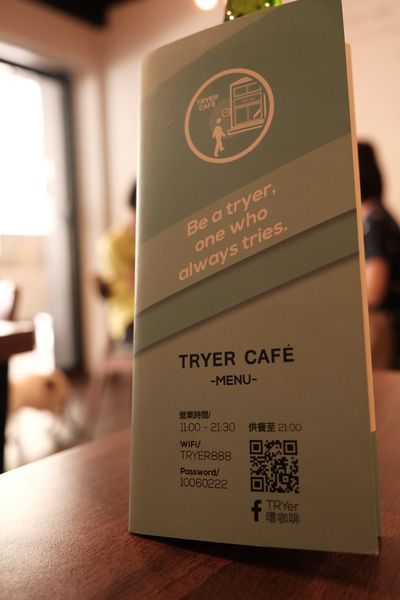 TRYER
CAFÉ
Be a tryer,
one who
always tries.
TRYER CAFÉ
-MENU-
營業時間/
11:00 - 21:30 供餐至 21:00
WiFi/
TRYER888
Password/
10060222
f TRYer
嗜咖啡